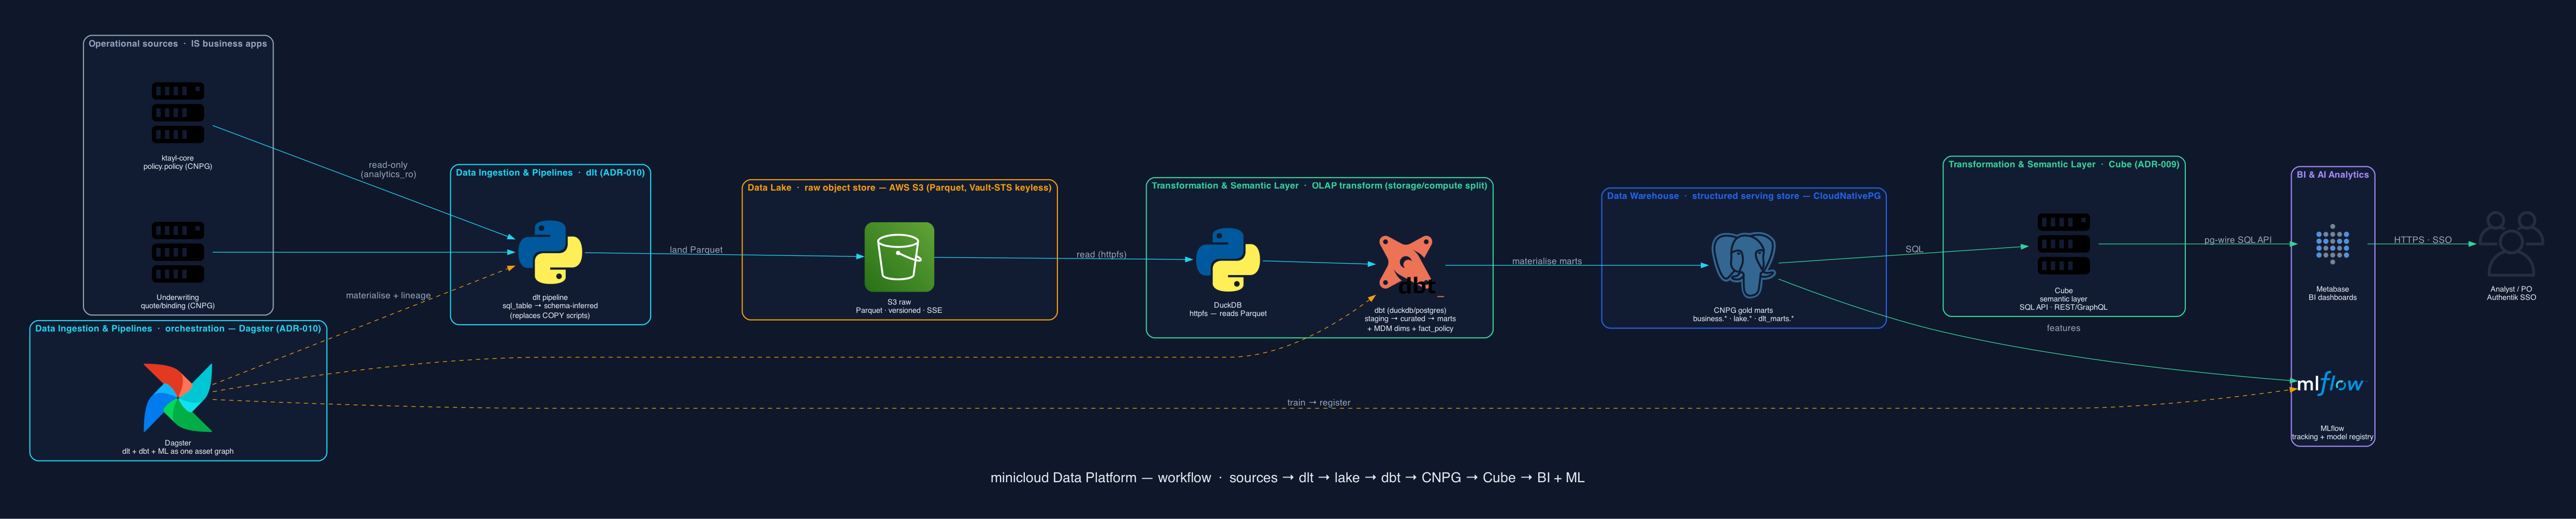 Operational sources · IS business apps
ktayl-core
policy.policy (CNPG)
Underwriting
quote/binding (CNPG)
read-only
(analytics_ro)
materialise + lineage
Data Ingestion & Pipelines · orchestration — Dagster (ADR-010)
Dagster
dlt + dbt + ML as one asset graph
Data Ingestion & Pipelines · dlt (ADR-010)
dlt pipeline
sql_table → schema-inferred
(replaces COPY scripts)
land Parquet
Data Lake · raw object store — AWS S3 (Parquet, Vault-STS keyless)
S3 raw
Parquet · versioned · SSE
read (httpfs)
Transformation & Semantic Layer · OLAP transform (storage/compute split)
DuckDB
httpfs — reads Parquet
dbt
dbt (duckdb/postgres)
staging → curated → marts
+ MDM dims + fact_policy
materialise marts
train → register
Data Warehouse · structured serving store — CloudNativePG
CNPG gold marts
business.* · lake.* · dlt_marts.*
SQL
Transformation & Semantic Layer · Cube (ADR-009)
Cube
semantic layer
SQL API · REST/GraphQL
features
pg-wire SQL API
BI & AI Analytics
Metabase
BI dashboards
mlflow
MLflow
tracking + model registry
HTTPS · SSO
Analyst / PO
Authentik SSO
minicloud Data Platform — workflow · sources → dlt → lake → dbt → CNPG → Cube → BI + ML